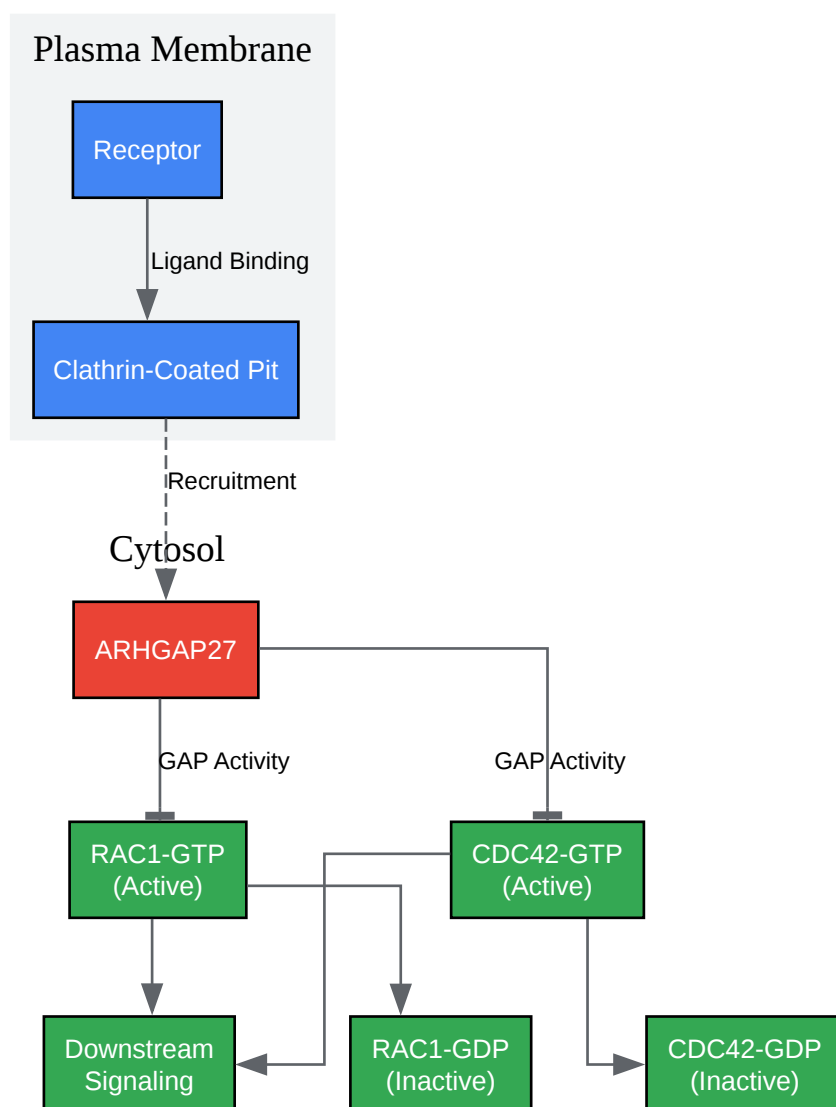 Plasma Membrane
Receptor
Ligand Binding
Clathrin-Coated Pit
Recruitment
Cytosol
ARHGAP27
GAP Activity
GAP Activity
RAC1-GTP
(Active)
CDC42-GTP
(Active)
Downstream
Signaling
RAC1-GDP
(Inactive)
CDC42-GDP
(Inactive)